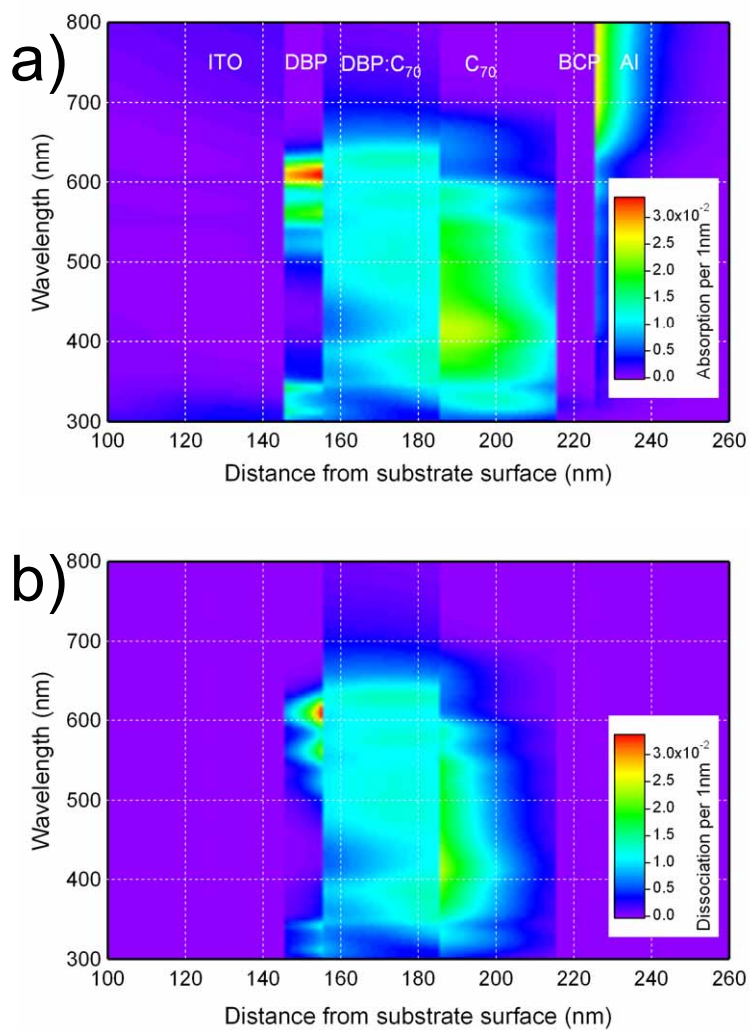 a)
ITO DBP DBP:C70 C70 BCP Al
800
700
600
500
400
300
Wavelength (nm)
3.0x10-2
2.5
2.0
1.5
1.0
0.5
0.0
Absorption per 1nm
100 120 140 160 180 200 220 240 260
Distance from substrate surface (nm)
b)
800
700
600
500
400
300
Wavelength (nm)
3.0x10-2
2.5
2.0
1.5
1.0
0.5
0.0
Dissociation per 1nm
100 120 140 160 180 200 220 240 260
Distance from substrate surface (nm)